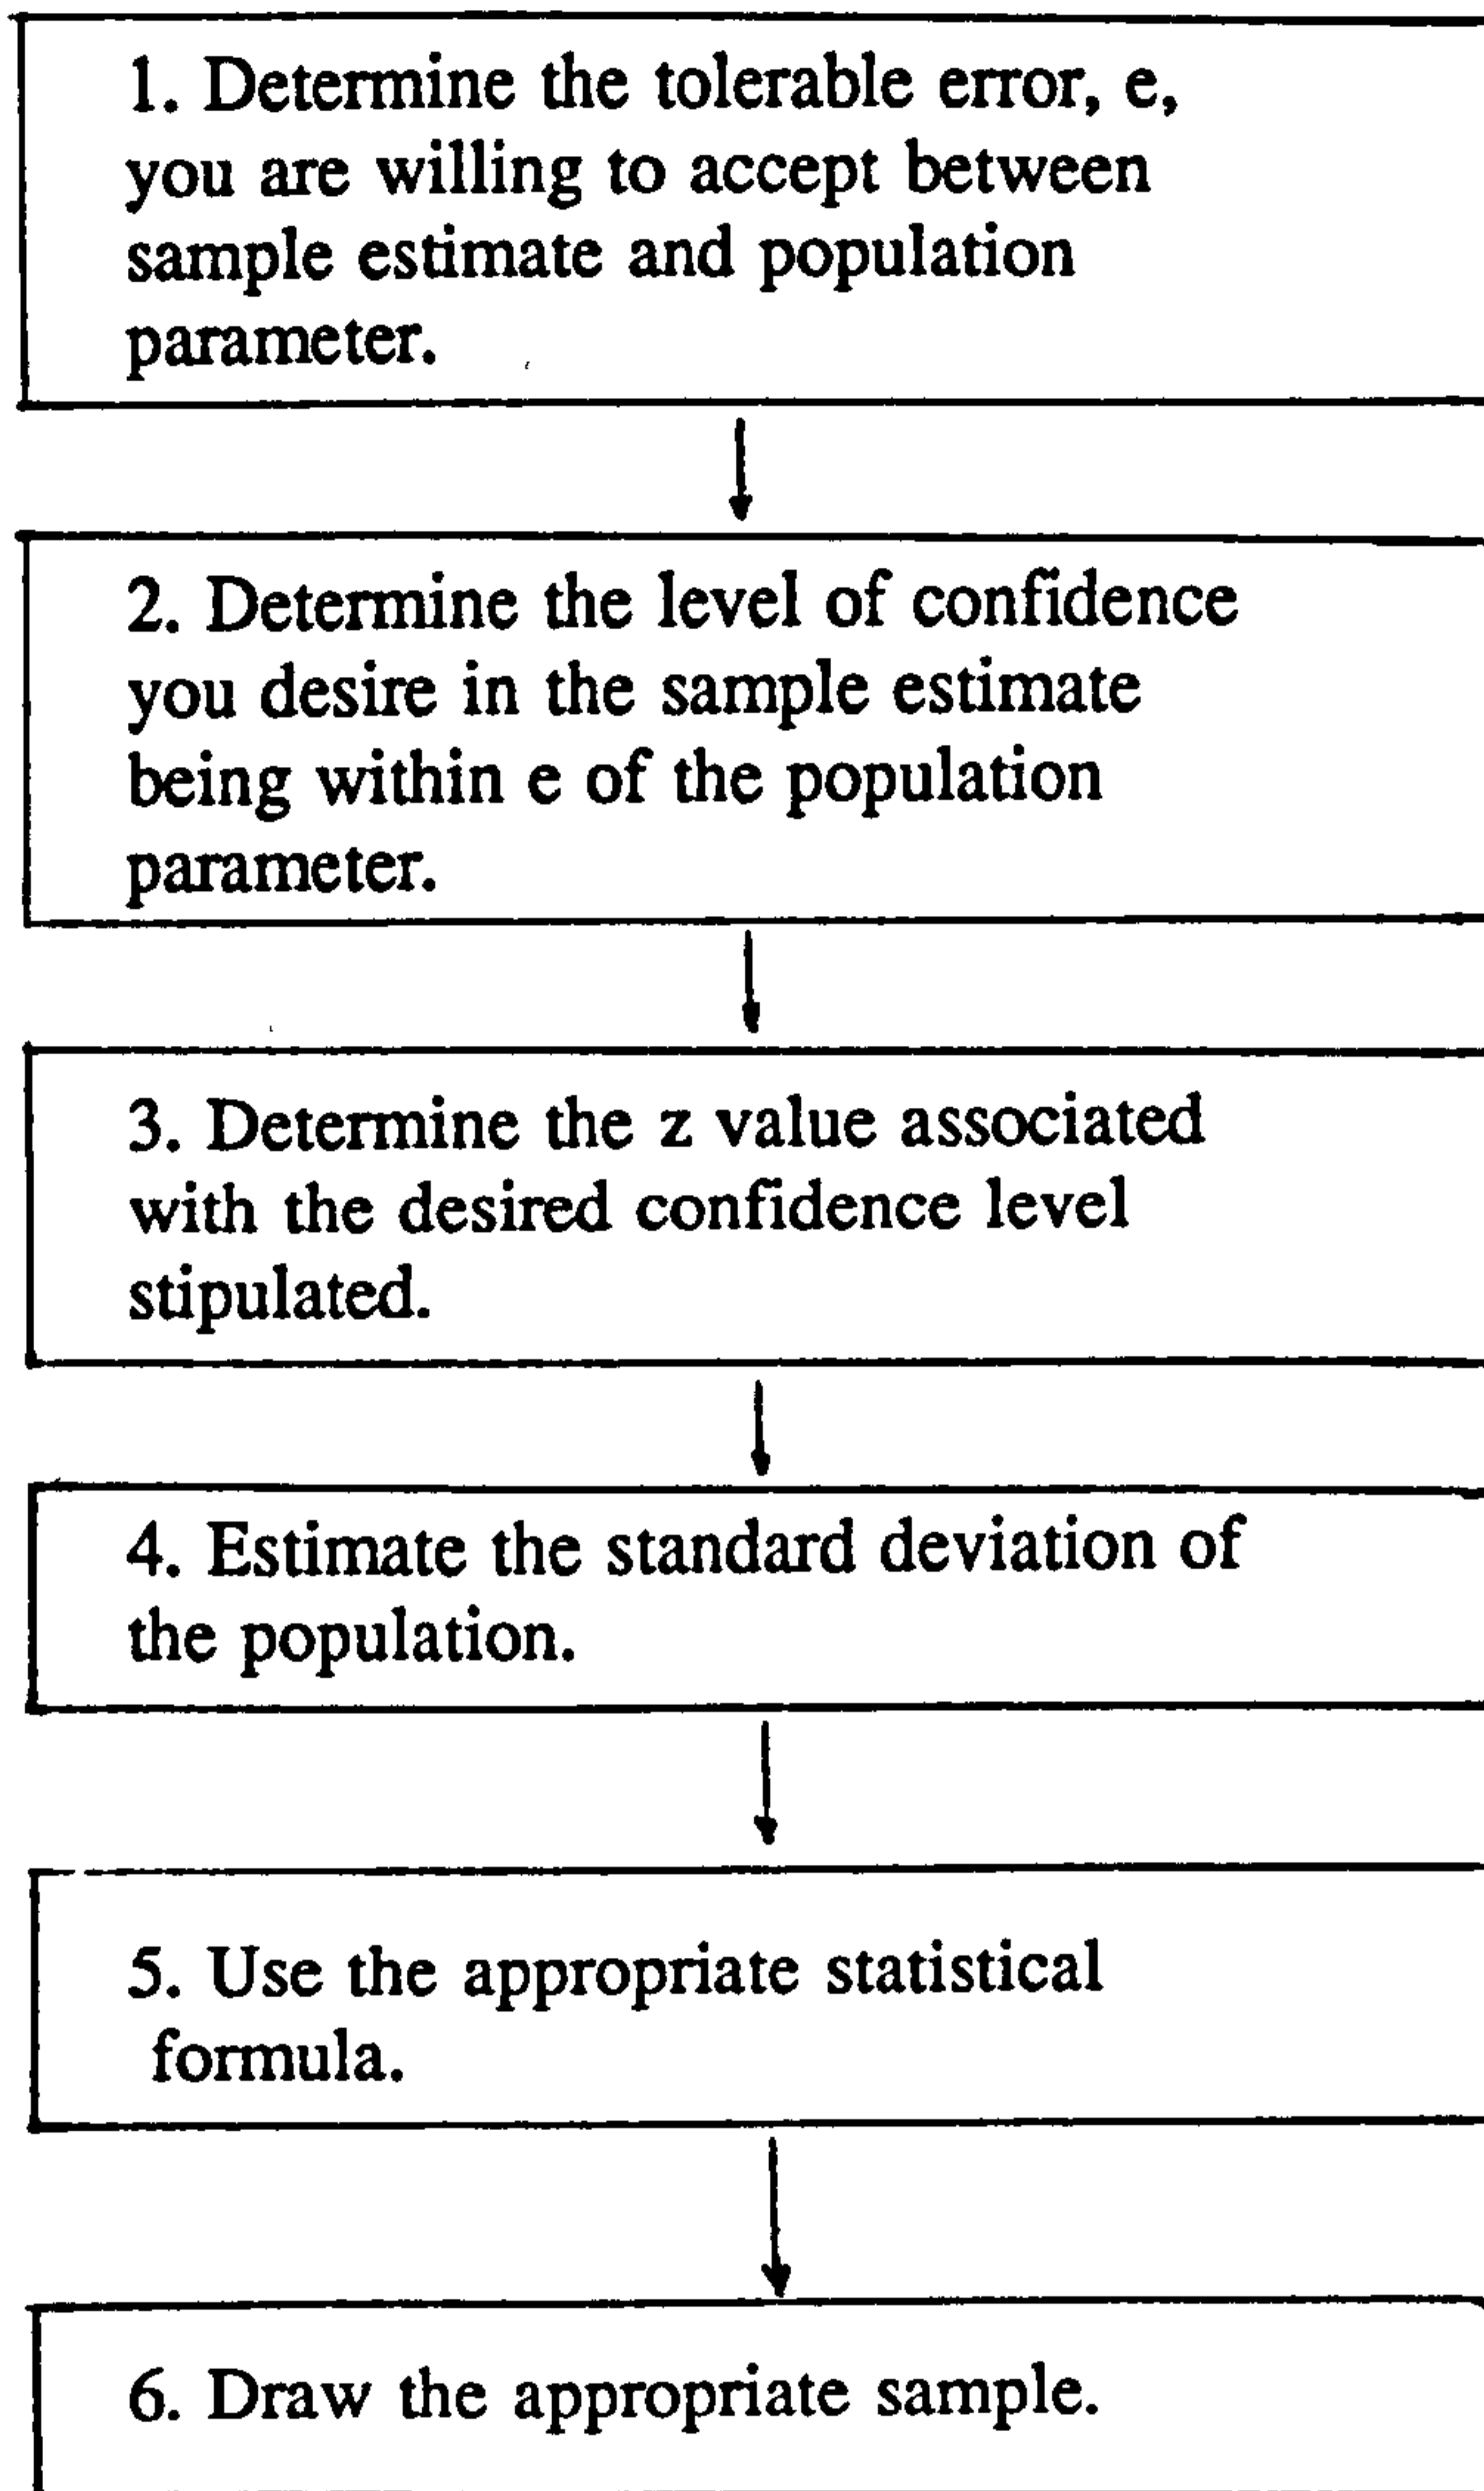 1. Determine the tolerable error, e,
you are willing to accept between
sample estimate and population
parameter.
2. Determine the level of confidence
you desire in the sample estimate
being within e of the population
parameter.
3. Determine the z value associated
with the desired confidence level
stipulated.
4. Estimate the standard deviation of
the population.
5. Use the appropriate statistical
formula.
6. Draw the appropriate sample.